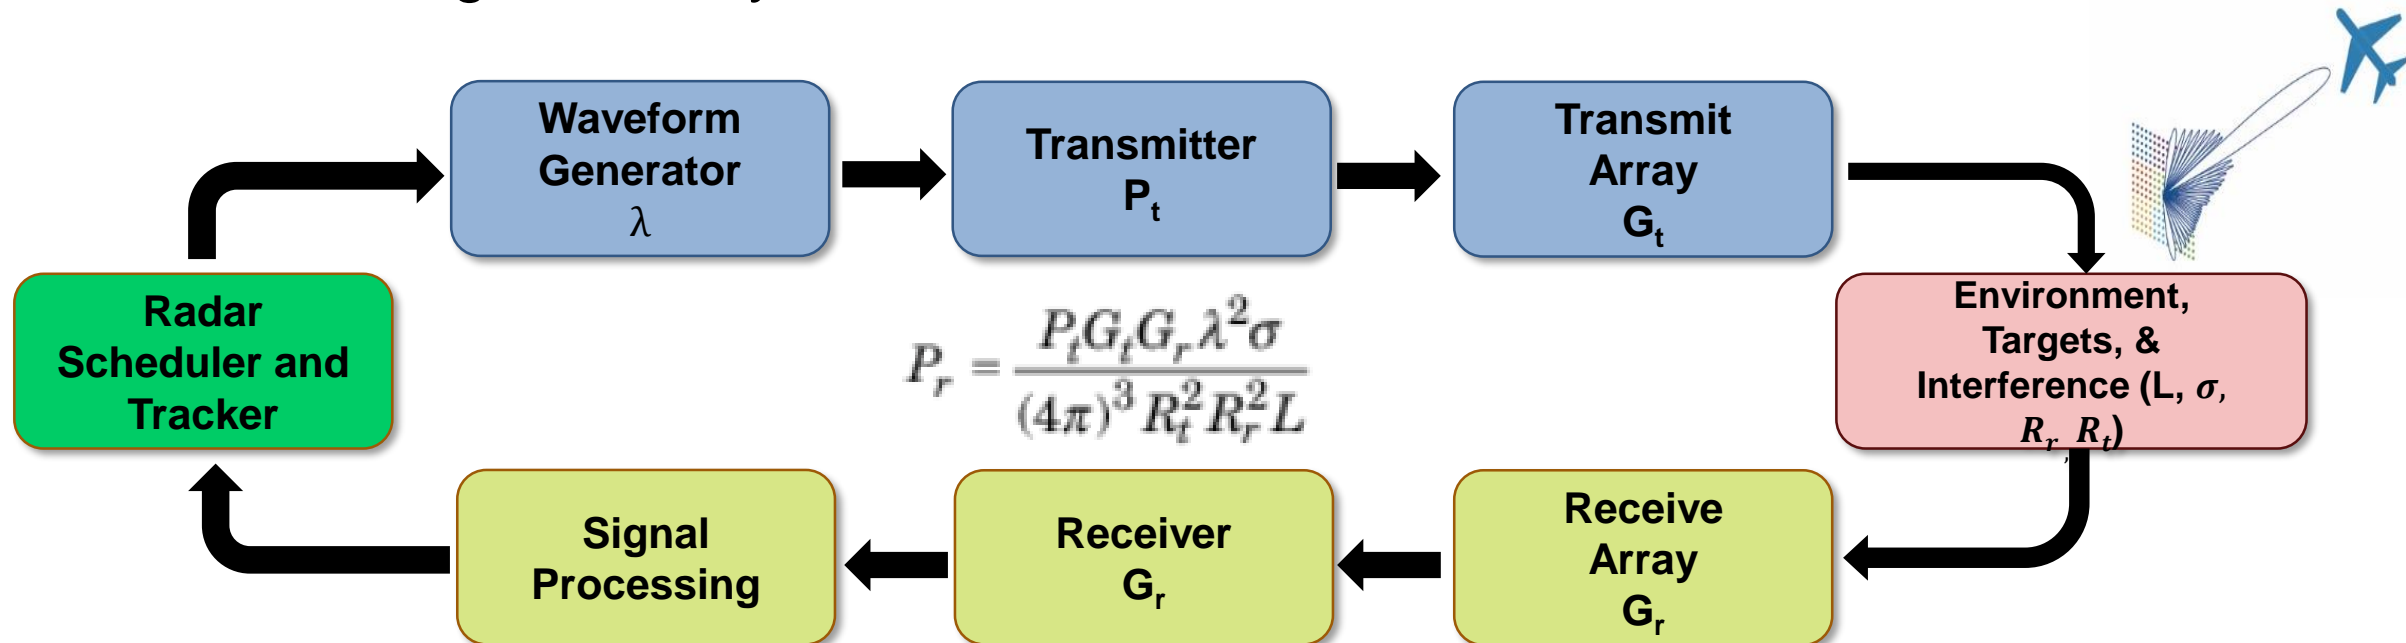 Waveform
Generator
λ
Transmitter
Pt
Transmit
Array
Gt
Radar
Scheduler and
Tracker
Pr = PtGtGrλ²σ / (4π)³Rt²Rr²L
Environment,
Targets, &
Interference (L, σ,
Rr, Rt)
Signal
Processing
Receiver
Gr
Receive
Array
Gr